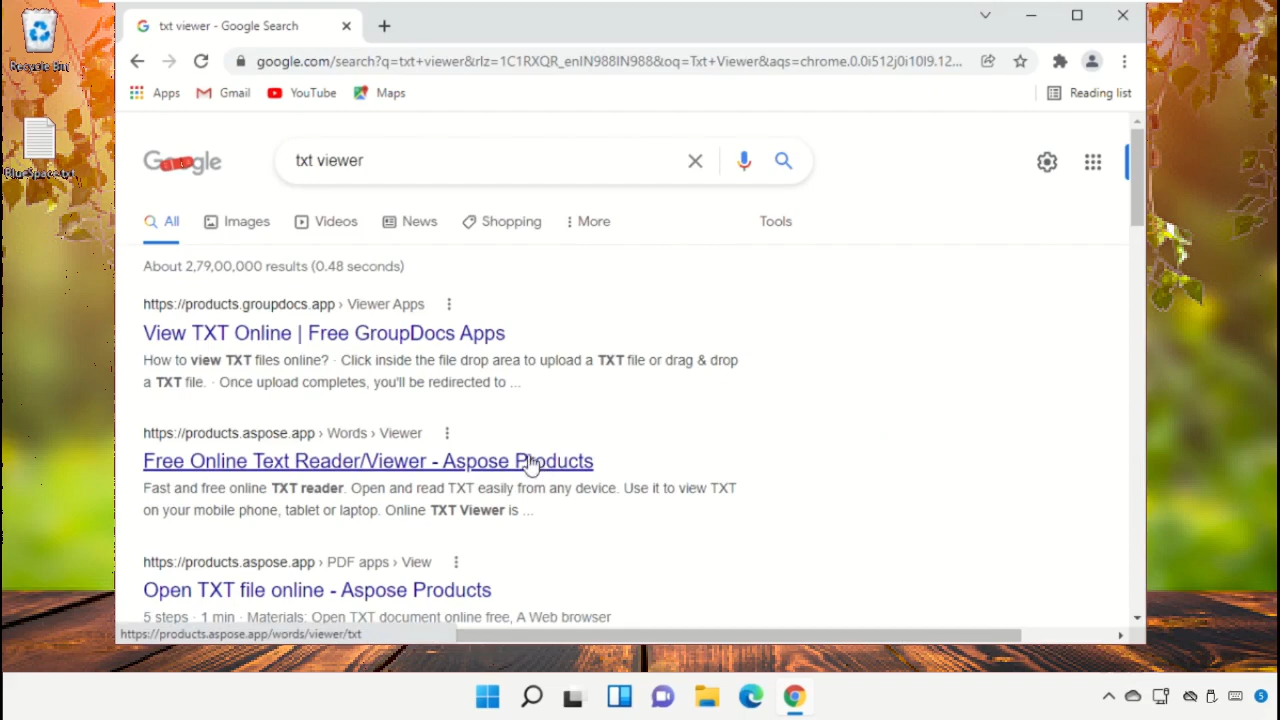 txt viewer - Google Search
google.com/search?q=txt+viewer&rlz=1C1RXQR_enIN988IN988&oq=Txt+Viewer&aqs=chrome.0.0i512j0i10l9.12...
Apps Gmail YouTube Maps Reading list
Recycle Bin
Google txt viewer
All Images Videos News Shopping More Tools
About 2,79,00,000 results (0.48 seconds)
https://products.groupdocs.app › Viewer Apps
View TXT Online | Free GroupDocs Apps
How to view TXT files online? · Click inside the file drop area to upload a TXT file or drag & drop
a TXT file. · Once upload completes, you'll be redirected to ...
https://products.aspose.app › Words › Viewer
Free Online Text Reader/Viewer - Aspose Products
Fast and free online TXT reader. Open and read TXT easily from any device. Use it to view TXT
on your mobile phone, tablet or laptop. Online TXT Viewer is ...
https://products.aspose.app › PDF apps › View
Open TXT file online - Aspose Products
5 steps · 1 min · Materials: Open TXT document online free, A Web browser
https://products.aspose.app/words/viewer/txt
5